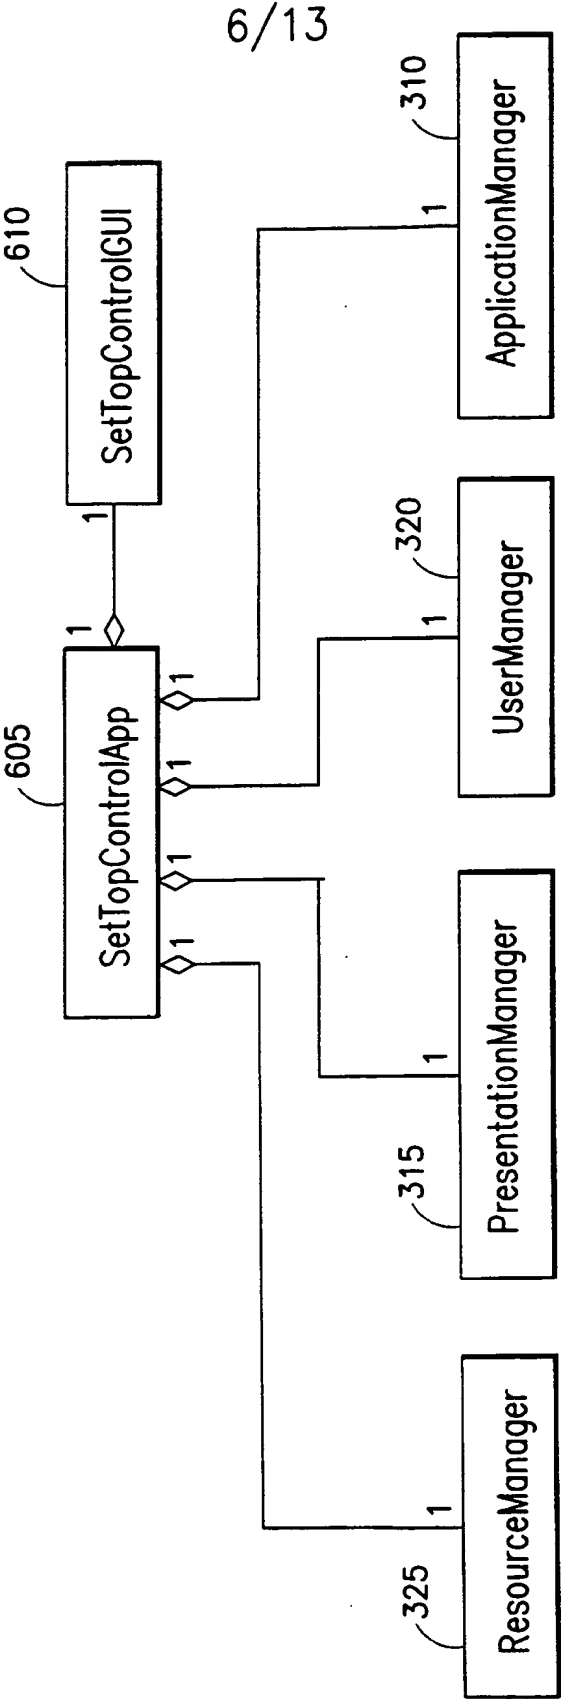 6/13
605
SetTopControlApp
1
1
610
SetTopControlGUI
1
1
1
1
1
1
1
1
325
ResourceManager
315
PresentationManager
320
UserManager
310
ApplicationManager